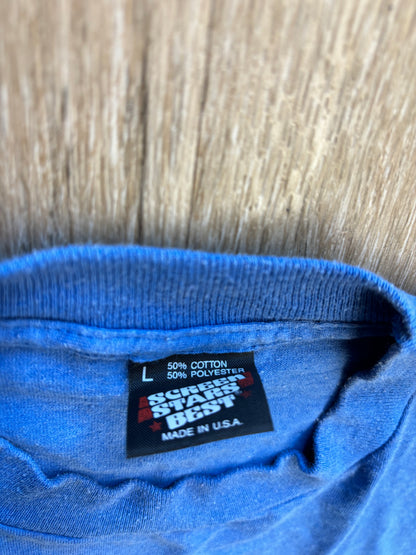 L 50% COTTON
50% POLYESTER
SCREEN
STARS
BEST
MADE IN U.S.A.